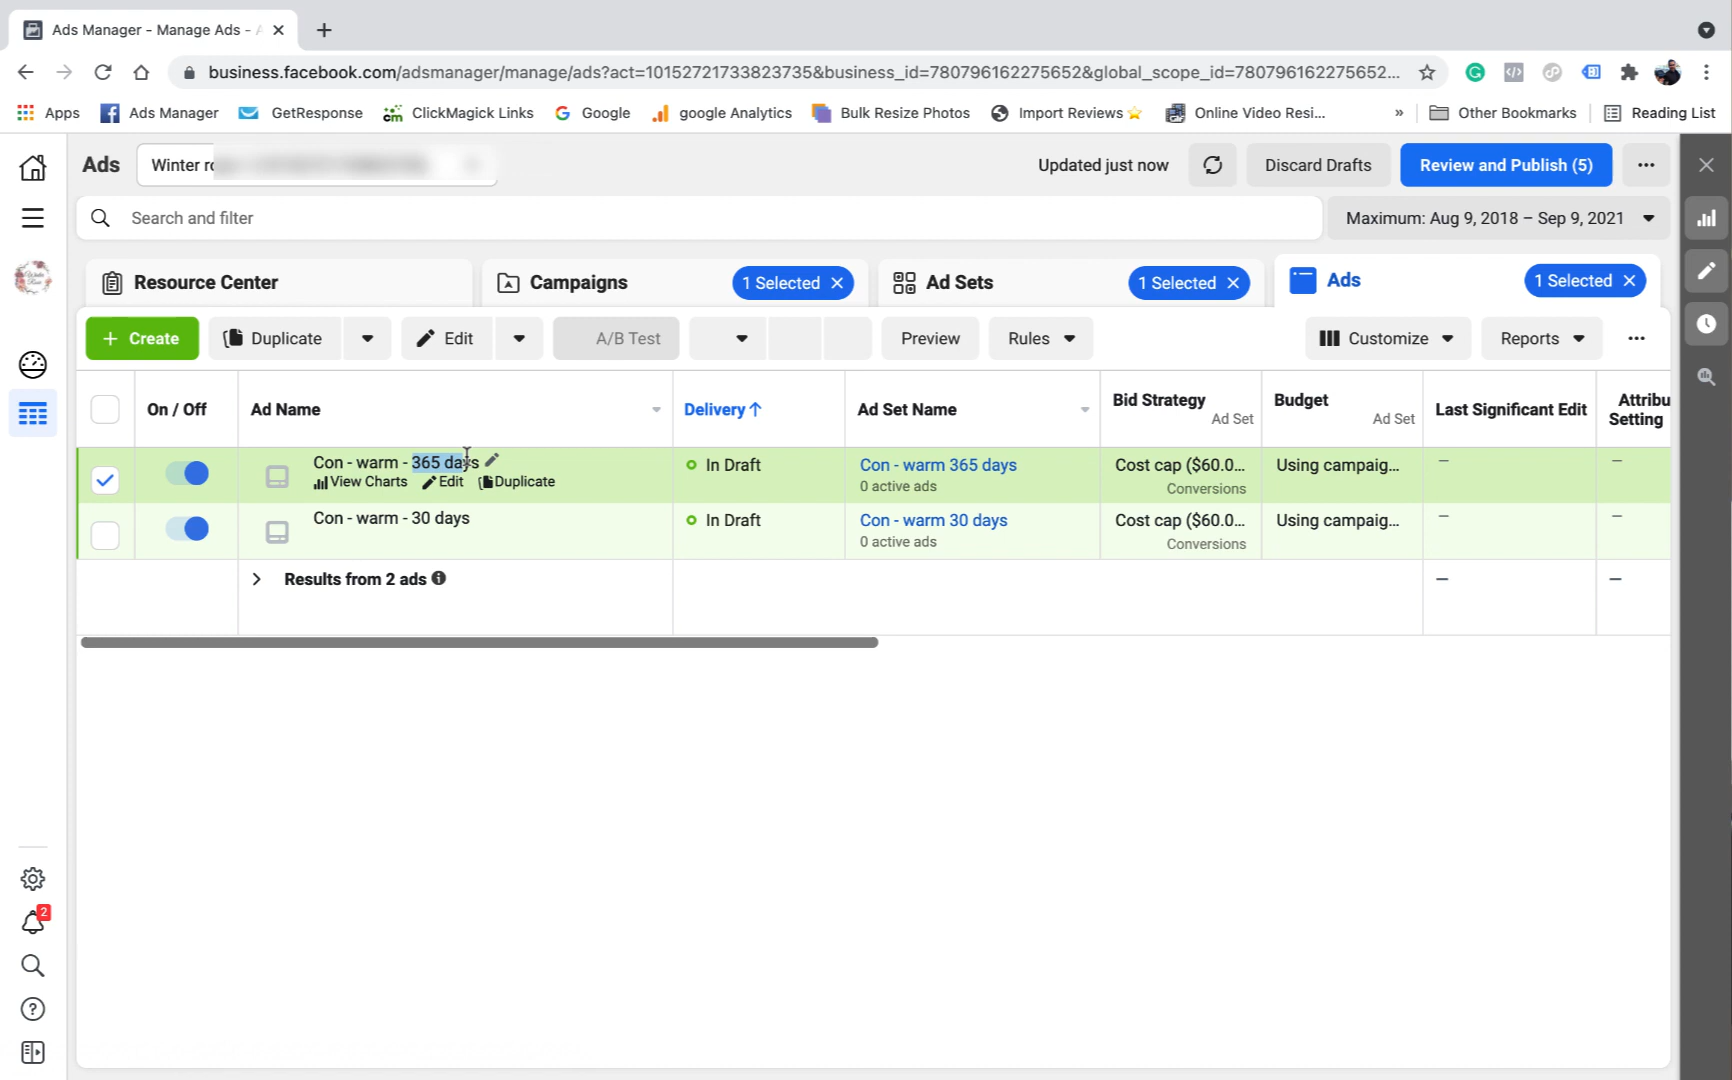 Ads Manager - Manage Ads - A
business.facebook.com/adsmanager/manage/ads?act=10152721733823735&business_id=780796162275652&global_scope_id=780796162275652...
Apps Ads Manager GetResponse ClickMagick Links Google google Analytics Bulk Resize Photos Import Reviews⭐ Online Video Resi... » Other Bookmarks Reading List
Ads Winter Updated just now Discard Drafts Review and Publish (5)
Search and filter Maximum: Aug 9, 2018 – Sep 9, 2021
Resource Center Campaigns 1 Selected Ad Sets 1 Selected Ads 1 Selected
+ Create Duplicate Edit A/B Test Preview Rules Customize Reports
On / Off Ad Name Delivery↑ Ad Set Name Bid Strategy Budget Last Significant Edit Attribu
Ad Set Ad Set Setting
Con - warm - 365 days In Draft Con - warm 365 days Cost cap ($60.0... Using campaig... – –
View Charts Edit Duplicate 0 active ads Conversions
Con - warm - 30 days In Draft Con - warm 30 days Cost cap ($60.0... Using campaig... – –
0 active ads Conversions
Results from 2 ads – –
2